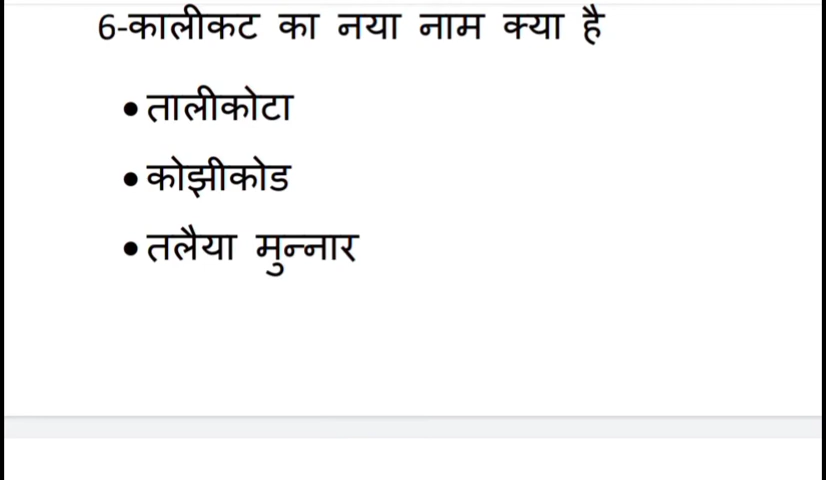 6-कालीकट का नया नाम क्या है
• तालीकोटा
• कोझीकोड
• तलैया मुन्नार